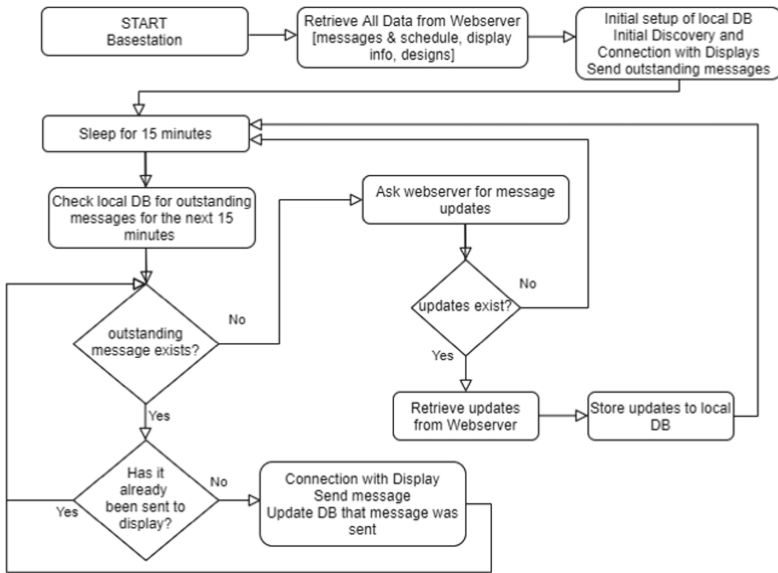 START
Basestation
Retrieve All Data from Webserver
[messages & schedule, display
info, designs]
Initial setup of local DB
Initial Discovery and
Connection with Displays
Send outstanding messages
Sleep for 15 minutes
Check local DB for outstanding
messages for the next 15
minutes
Ask webserver for message
updates
outstanding
message exists?
No
updates exist?
No
Yes
Retrieve updates
from Webserver
Store updates to local
DB
Yes
Has it
already
been sent to
display?
Yes
No
Connection with Display
Send message
Update DB that message was
sent